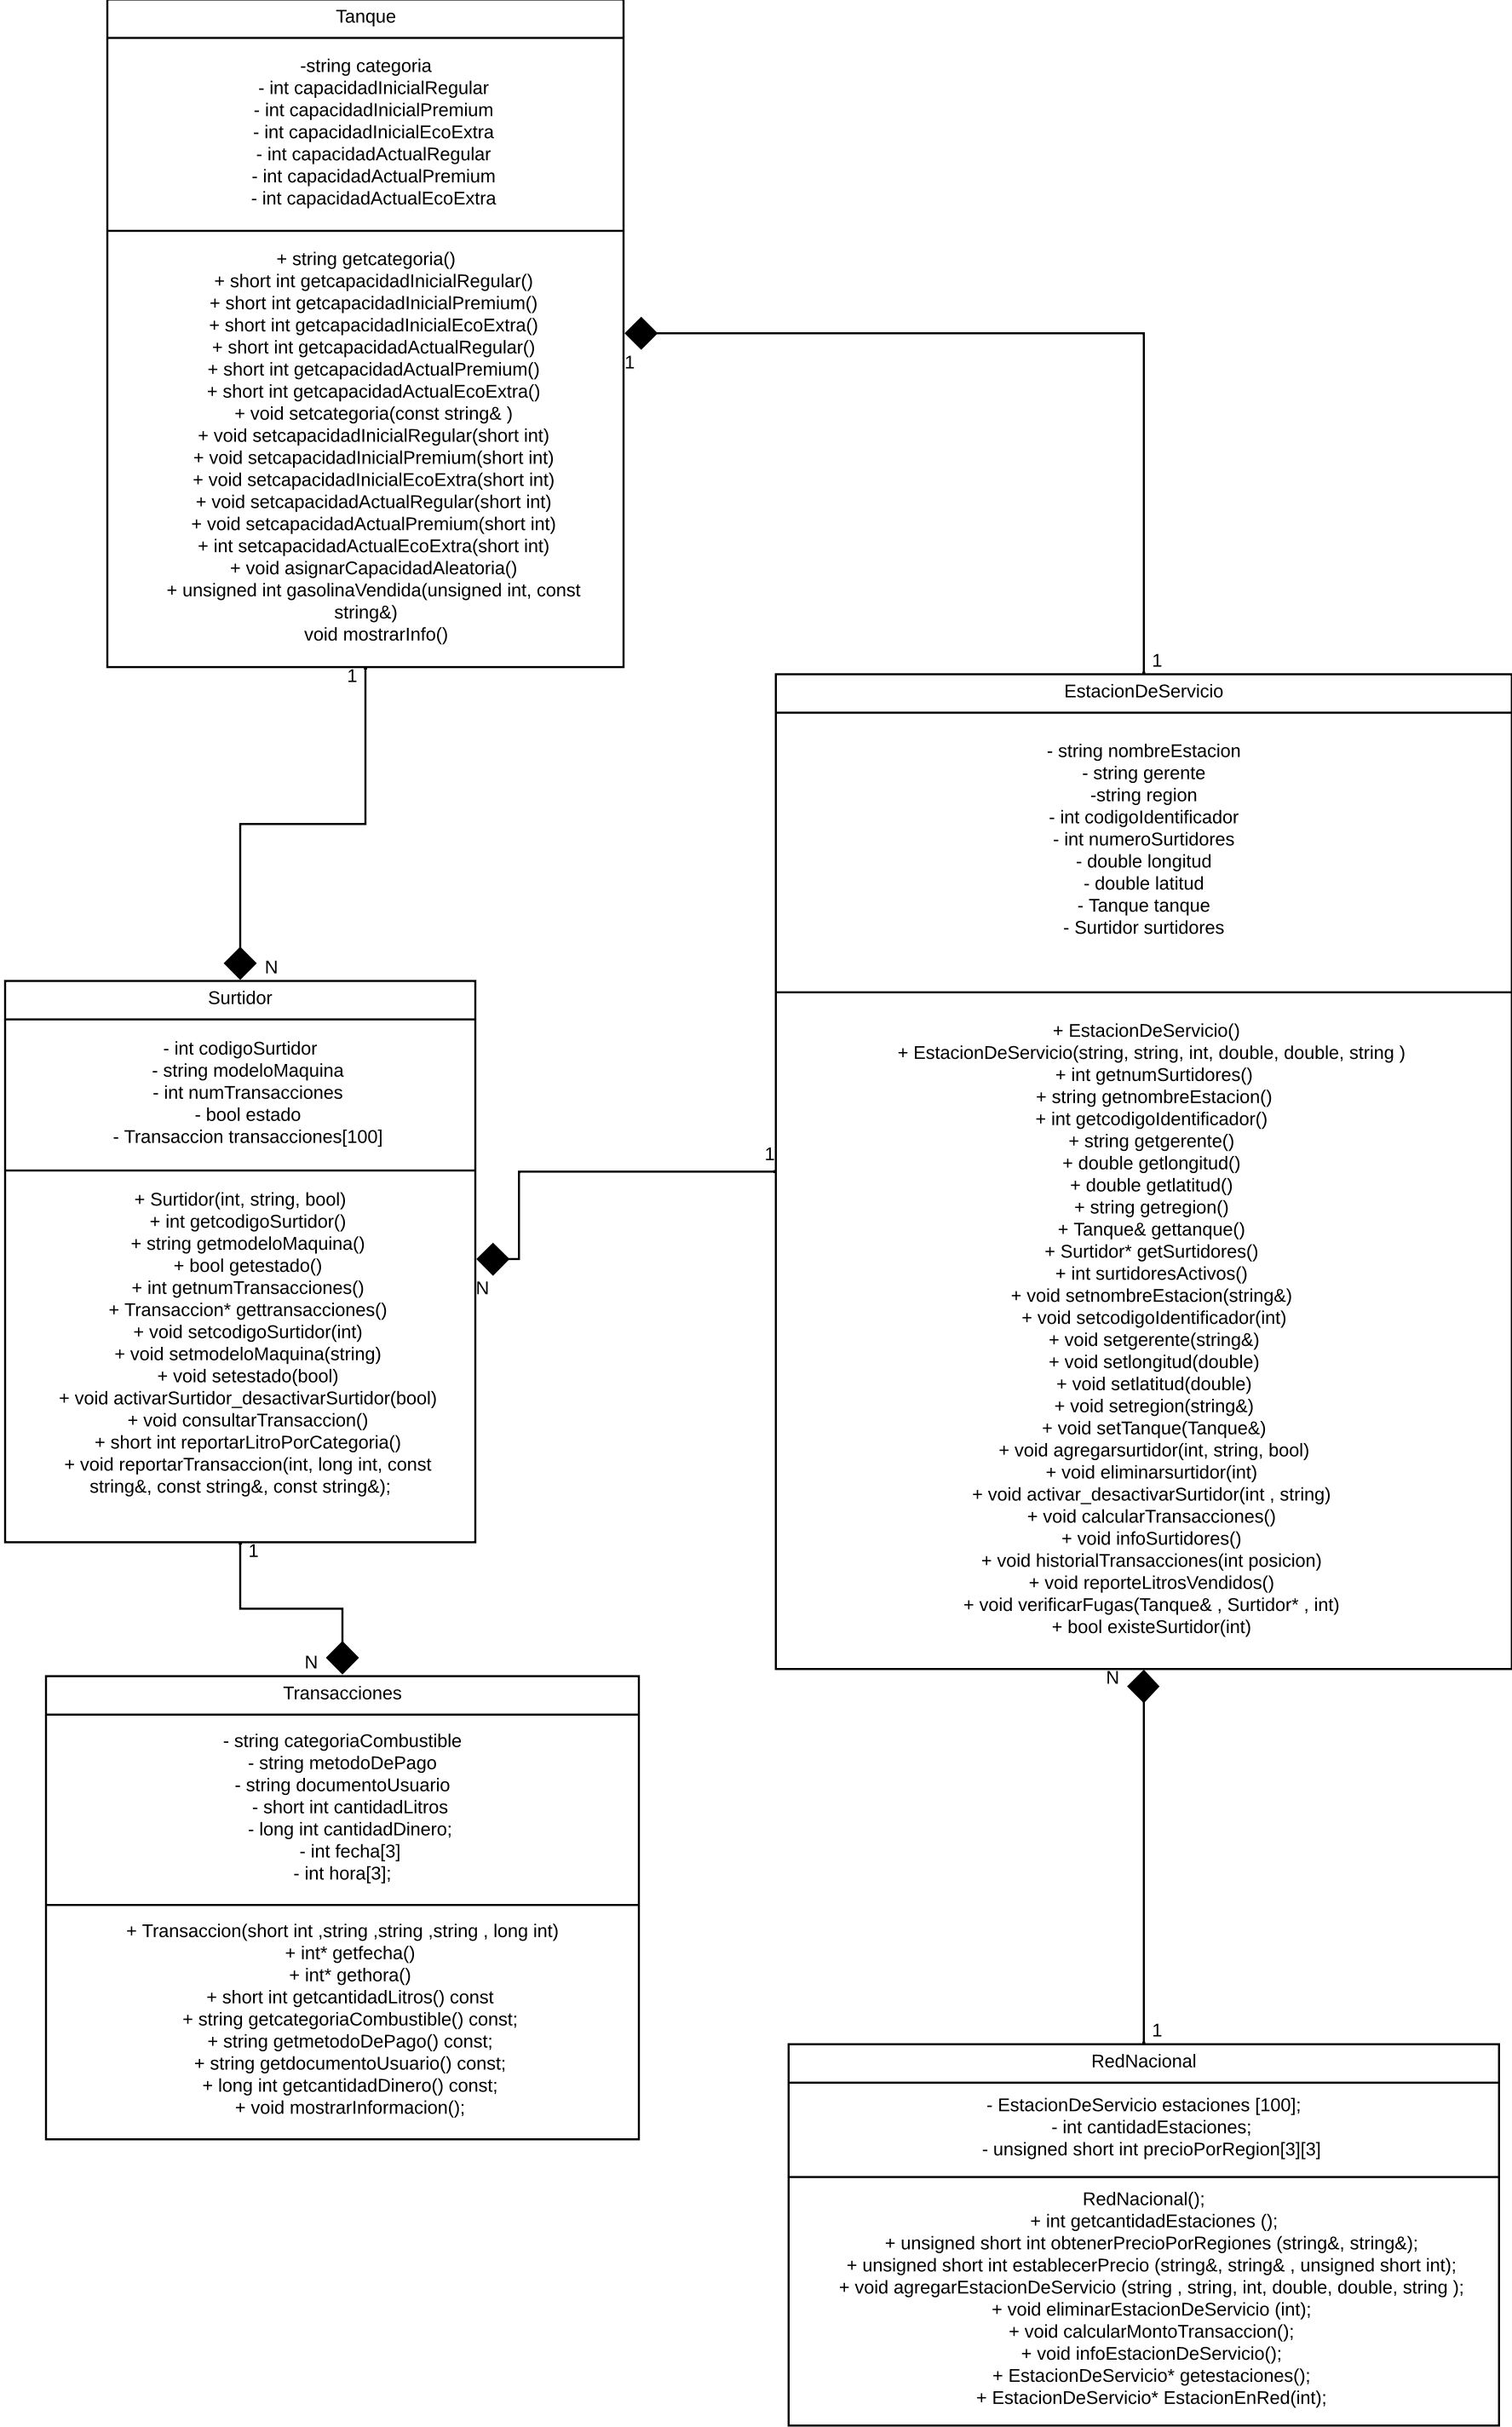 Tanque
-string categoria
- int capacidadInicialRegular
- int capacidadInicialPremium
- int capacidadInicialEcoExtra
- int capacidadActualRegular
- int capacidadActualPremium
- int capacidadActualEcoExtra
+ string getcategoria()
+ short int getcapacidadInicialRegular()
+ short int getcapacidadInicialPremium()
+ short int getcapacidadInicialEcoExtra()
+ short int getcapacidadActualRegular()
+ short int getcapacidadActualPremium()
+ short int getcapacidadActualEcoExtra()
+ void setcategoria(const string& )
+ void setcapacidadInicialRegular(short int)
+ void setcapacidadInicialPremium(short int)
+ void setcapacidadInicialEcoExtra(short int)
+ void setcapacidadActualRegular(short int)
+ void setcapacidadActualPremium(short int)
+ int setcapacidadActualEcoExtra(short int)
+ void asignarCapacidadAleatoria()
+ unsigned int gasolinaVendida(unsigned int, const
string&)
void mostrarInfo()
1
1
1
N
EstacionDeServicio
- string nombreEstacion
- string gerente
-string region
- int codigoIdentificador
- int numeroSurtidores
- double longitud
- double latitud
- Tanque tanque
- Surtidor surtidores
+ EstacionDeServicio()
+ EstacionDeServicio(string, string, int, double, double, string )
+ int getnumSurtidores()
+ string getnombreEstacion()
+ int getcodigoIdentificador()
+ string getgerente()
+ double getlongitud()
+ double getlatitud()
+ string getregion()
+ Tanque& gettanque()
+ Surtidor* getSurtidores()
+ int surtidoresActivos()
+ void setnombreEstacion(string&)
+ void setcodigoIdentificador(int)
+ void setgerente(string&)
+ void setlongitud(double)
+ void setlatitud(double)
+ void setregion(string&)
+ void setTanque(Tanque&)
+ void agregarsurtidor(int, string, bool)
+ void eliminarsurtidor(int)
+ void activar_desactivarSurtidor(int , string)
+ void calcularTransacciones()
+ void infoSurtidores()
+ void historialTransacciones(int posicion)
+ void reporteLitrosVendidos()
+ void verificarFugas(Tanque& , Surtidor* , int)
+ bool existeSurtidor(int)
Surtidor
- int codigoSurtidor
- string modeloMaquina
- int numTransacciones
- bool estado
- Transaccion transacciones[100]
+ Surtidor(int, string, bool)
+ int getcodigoSurtidor()
+ string getmodeloMaquina()
+ bool getestado()
+ int getnumTransacciones()
+ Transaccion* gettransacciones()
+ void setcodigoSurtidor(int)
+ void setmodeloMaquina(string)
+ void setestado(bool)
+ void activarSurtidor_desactivarSurtidor(bool)
+ void consultarTransaccion()
+ short int reportarLitroPorCategoria()
+ void reportarTransaccion(int, long int, const
string&, const string&, const string&);
1
N
1
N
N
1
Transacciones
- string categoriaCombustible
- string metodoDePago
- string documentoUsuario
- short int cantidadLitros
- long int cantidadDinero;
- int fecha[3]
- int hora[3];
+ Transaccion(short int ,string ,string ,string , long int)
+ int* getfecha()
+ int* gethora()
+ short int getcantidadLitros() const
+ string getcategoriaCombustible() const;
+ string getmetodoDePago() const;
+ string getdocumentoUsuario() const;
+ long int getcantidadDinero() const;
+ void mostrarInformacion();
RedNacional
- EstacionDeServicio estaciones [100];
- int cantidadEstaciones;
- unsigned short int precioPorRegion[3][3]
RedNacional();
+ int getcantidadEstaciones ();
+ unsigned short int obtenerPrecioPorRegiones (string&, string&);
+ unsigned short int establecerPrecio (string&, string& , unsigned short int);
+ void agregarEstacionDeServicio (string , string, int, double, double, string );
+ void eliminarEstacionDeServicio (int);
+ void calcularMontoTransaccion();
+ void infoEstacionDeServicio();
+ EstacionDeServicio* getestaciones();
+ EstacionDeServicio* EstacionEnRed(int);